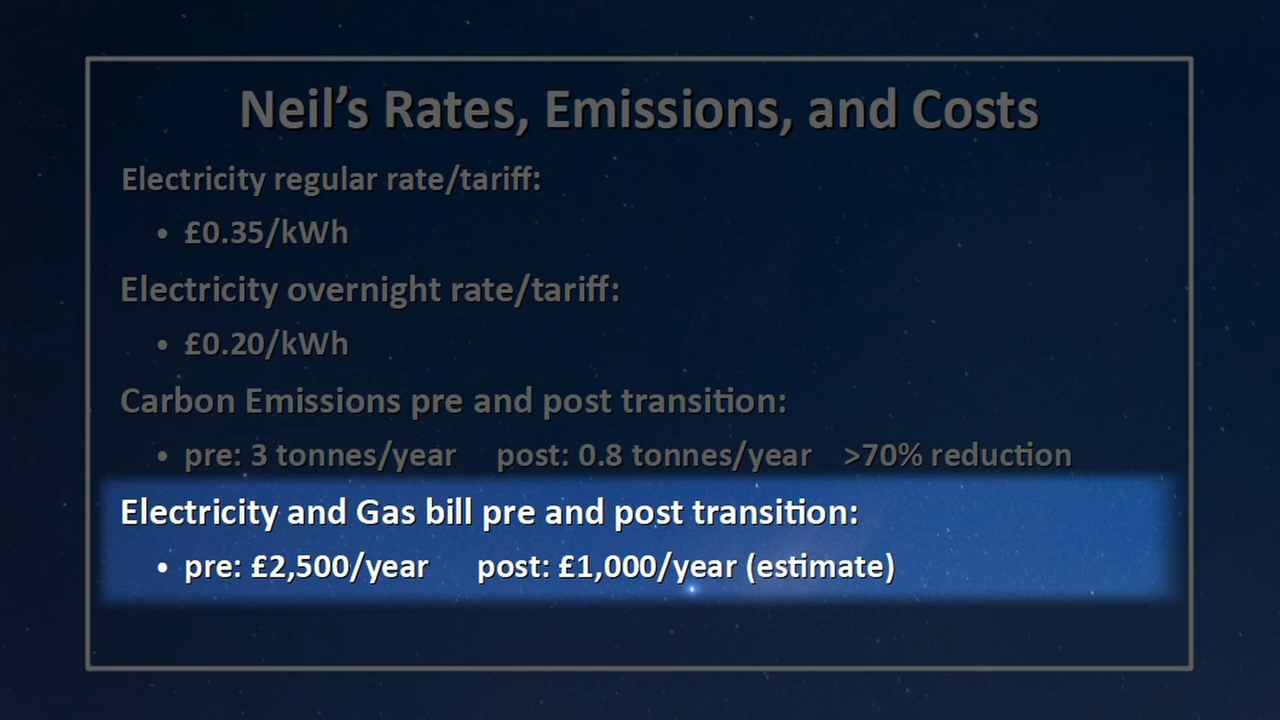 Neil’s Rates, Emissions, and Costs
Electricity regular rate/tariff:
• £0.35/kWh
Electricity overnight rate/tariff:
• £0.20/kWh
Carbon Emissions pre and post transition:
• pre: 3 tonnes/year post: 0.8 tonnes/year >70% reduction
Electricity and Gas bill pre and post transition:
• pre: £2,500/year post: £1,000/year (estimate)